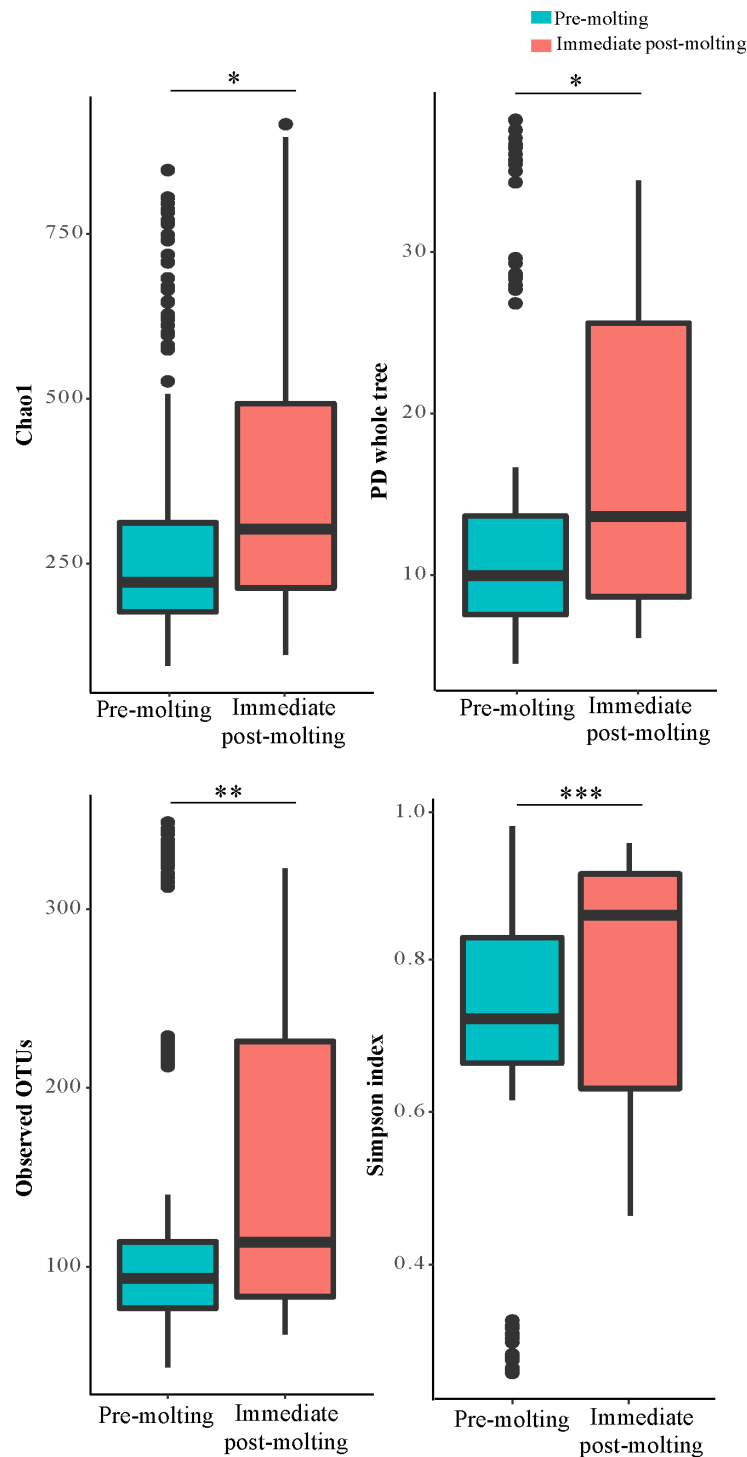 Pre-molting
Immediate post-molting
*
Chao1
750
500
250
Pre-molting
Immediate
post-molting
*
PD whole tree
30
20
10
Pre-molting
Immediate
post-molting
**
Observed OTUs
300
200
100
Pre-molting
Immediate
post-molting
***
Simpson index
1.0
0.8
0.6
0.4
Pre-molting
Immediate
post-molting